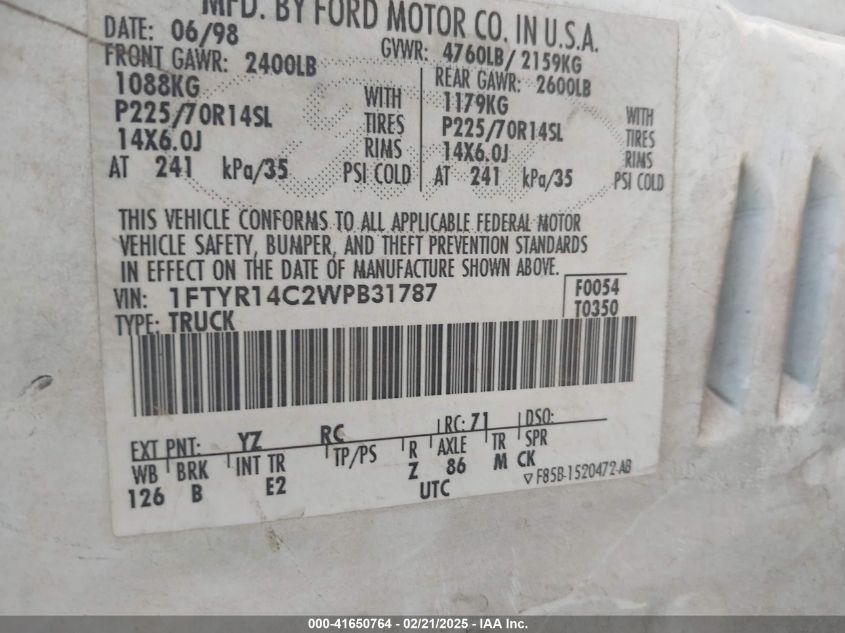 MFD. BY FORD MOTOR CO. IN U.S.A.
DATE: 06/98 GVWR: 4760LB/ 2159KG
FRONT GAWR: 2400LB REAR GAWR: 2600LB
1088KG WITH 1179KG WITH
P225/70R14SL TIRES P225/70R14SL TIRES
14X6.0J RIMS 14X6.0J RIMS
AT 241 kPa/35 PSI COLD AT 241 kPa/35 PSI COLD
THIS VEHICLE CONFORMS TO ALL APPLICABLE FEDERAL MOTOR
VEHICLE SAFETY, BUMPER, AND THEFT PREVENTION STANDARDS
IN EFFECT ON THE DATE OF MANUFACTURE SHOWN ABOVE.
VIN: 1FTYR14C2WPB31787 F0054
TYPE: TRUCK T0350
EXT PNT: YZ RC RC: 71 DSO:
WB BRK INT TR TP/PS R AXLE TR SPR
126 B E2 Z 86 M CK
UTC ▽ F85B-1520472-AB
000-41650764 - 02/21/2025 - IAA Inc.